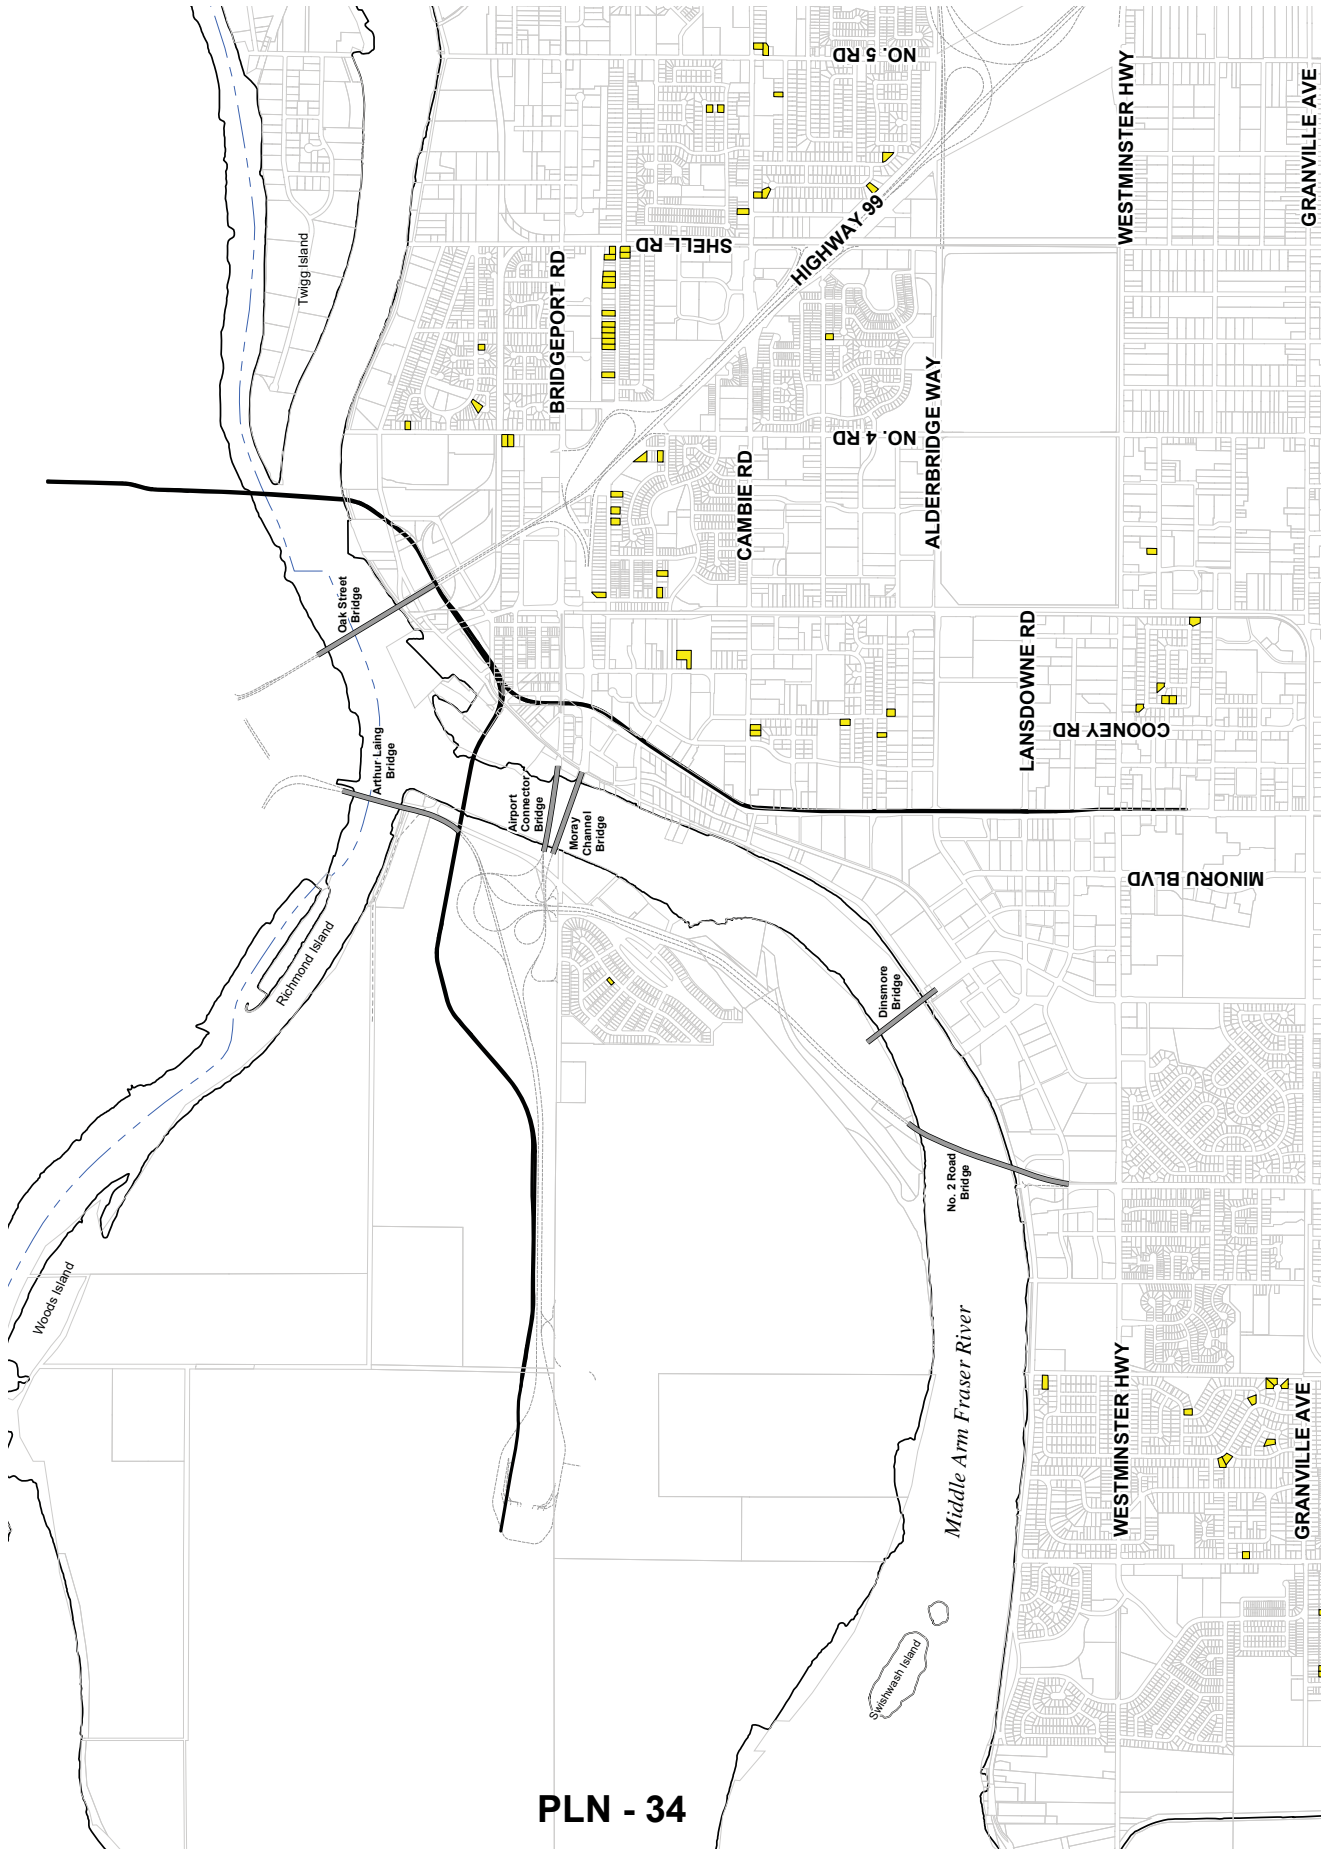 NO. 5 RD
WESTMINSTER HWY
GRANVILLE AVE
Twigg Island
SHELL RD
HIGHWAY 99
BRIDGEPORT RD
NO. 4 RD
ALDERBRIDGE WAY
CAMBIE RD
Oak Street
Bridge
LANSDOWNE RD
COONEY RD
Arthur Laing
Bridge
Airport
Connector
Bridge
Moray
Channel
Bridge
MINORU BLVD
Richmond Island
Dinsmore
Bridge
No. 2 Road
Bridge
Woods Island
Middle Arm Fraser River
WESTMINSTER HWY
GRANVILLE AVE
Swishwash Island
PLN - 34